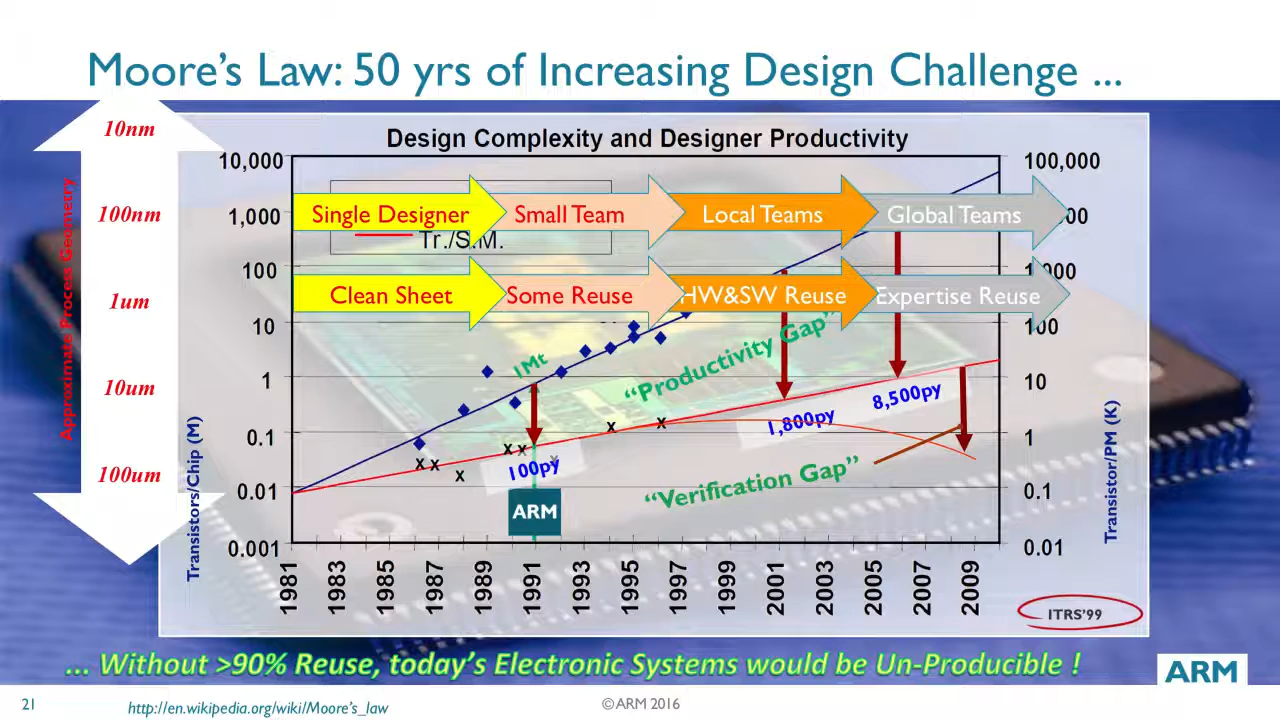 Moore's Law: 50 yrs of Increasing Design Challenge ...
Design Complexity and Designer Productivity
10nm
100nm
1um
10um
100um
Approximate Process Geometry
Transistors/Chip (M)
10,000
1,000
100
10
1
0.1
0.01
0.001
Single Designer
Small Team
Local Teams
Global Teams
Tr./S.M.
Clean Sheet
Some Reuse
HW&SW Reuse
Expertise Reuse
1Mt
"Productivity Gap"
100py
1,800py
8,500py
"Verification Gap"
ARM
100,000
10
1
0.1
0.01
Transistor/PM (K)
1981
1983
1985
1987
1989
1991
1993
1995
1997
1999
2001
2003
2005
2007
2009
ITRS'99
... Without >90% Reuse, today's Electronic Systems would be Un-Producible !
ARM
21
http://en.wikipedia.org/wiki/Moore's_law
© ARM 2016